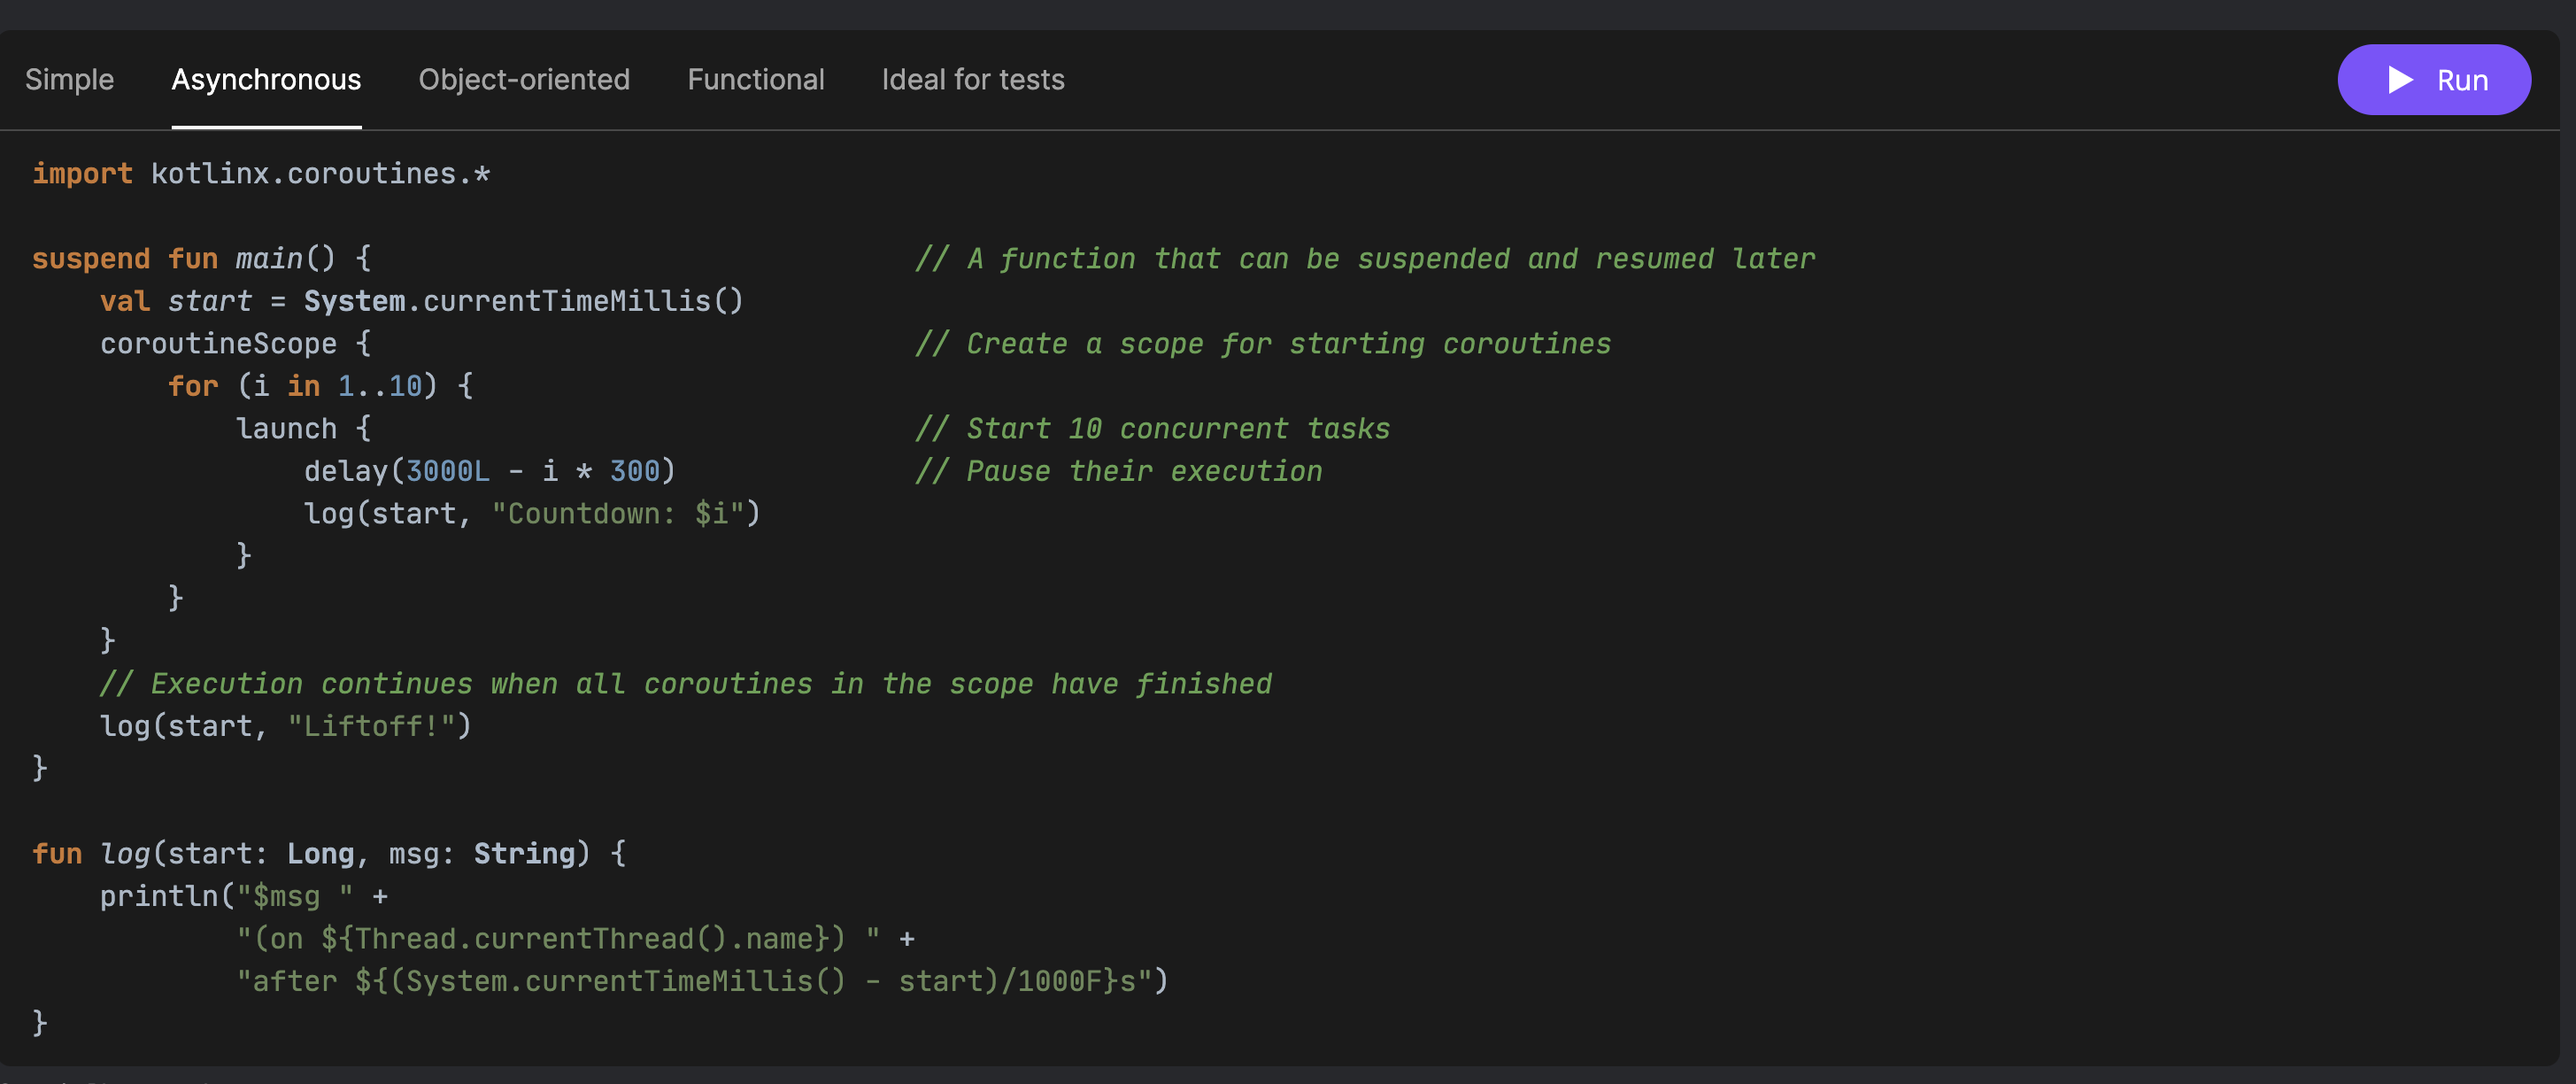 Simple Asynchronous Object-oriented Functional Ideal for tests Run
import kotlinx.coroutines.*
suspend fun main() { // A function that can be suspended and resumed later
    val start = System.currentTimeMillis()
    coroutineScope { // Create a scope for starting coroutines
        for (i in 1..10) {
            launch { // Start 10 concurrent tasks
                delay(3000L - i * 300) // Pause their execution
                log(start, "Countdown: $i")
            }
        }
    }
    // Execution continues when all coroutines in the scope have finished
    log(start, "Liftoff!")
}
fun log(start: Long, msg: String) {
    println("$msg " +
            "(on ${Thread.currentThread().name}) " +
            "after ${(System.currentTimeMillis() - start)/1000F}s")
}